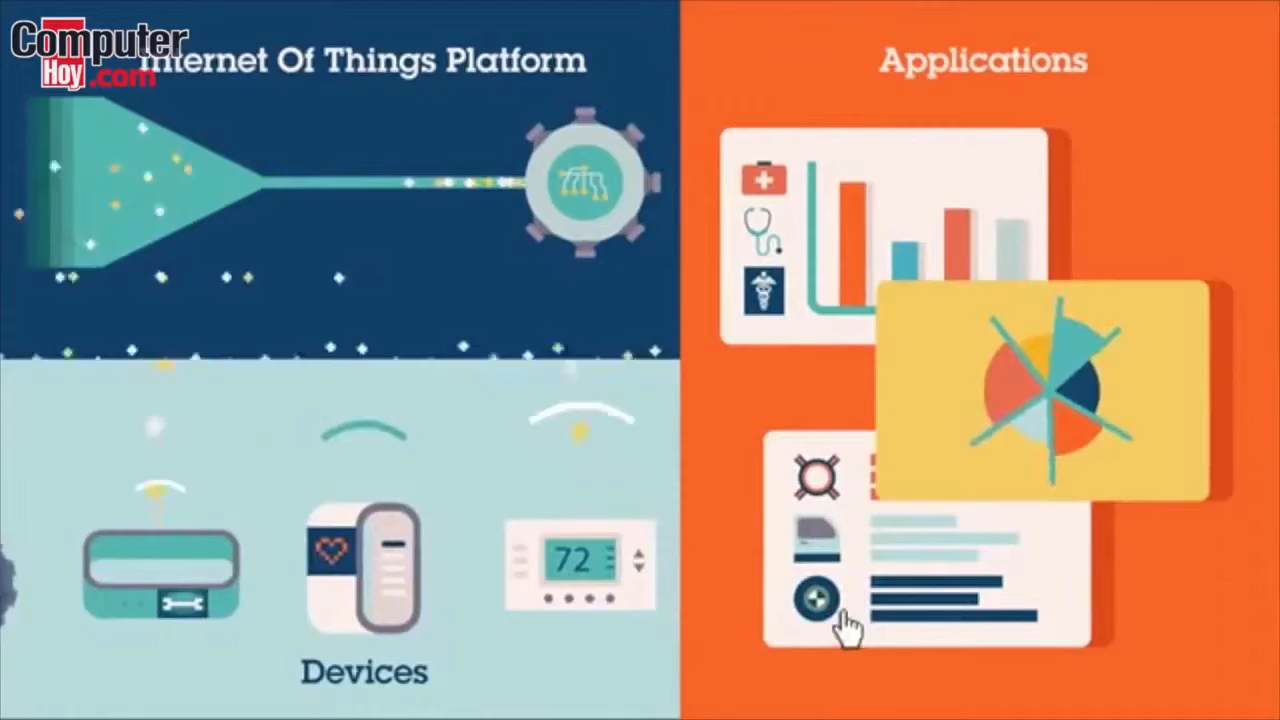 Computer
Hoy.com
Internet Of Things Platform
Applications
72
Devices